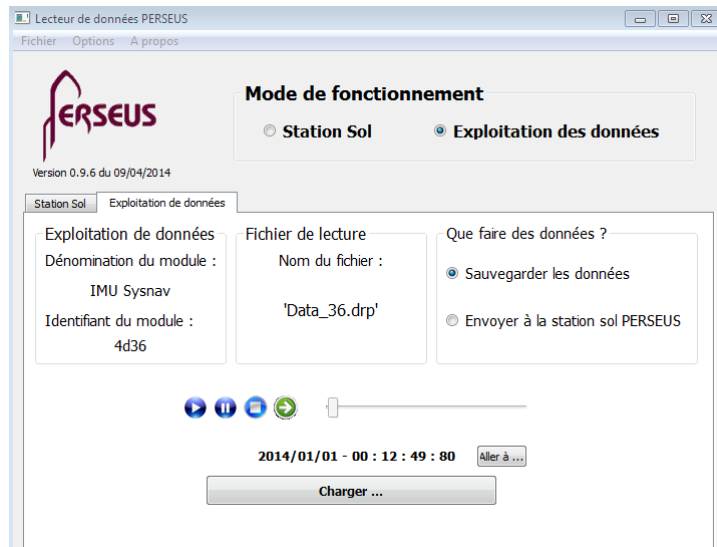 Lecteur de données PERSEUS
Fichier Options A propos
PERSEUS
Version 0.9.6 du 09/04/2014
Mode de fonctionnement
Station Sol
Exploitation des données
Station Sol
Exploitation de données
Exploitation de données
Dénomination du module :
IMU Sysnav
Identifiant du module :
4d36
Fichier de lecture
Nom du fichier :
'Data_36.drp'
Que faire des données ?
Sauvegarder les données
Envoyer à la station sol PERSEUS
2014/01/01 - 00 : 12 : 49 : 80
Aller à ...
Charger ...